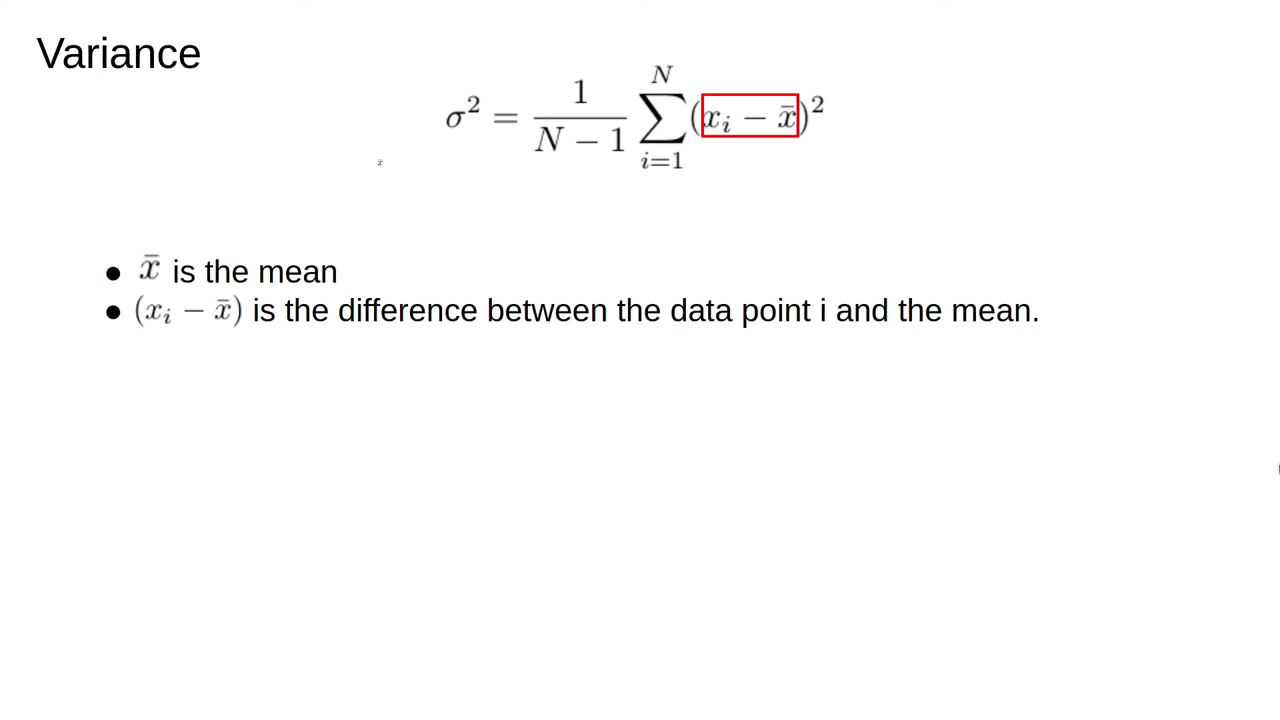 Variance
σ² = 1/(N − 1) ∑_{i=1}^{N} (x_i − x̄)²
x̄
● x̄ is the mean
● (x_i − x̄) is the difference between the data point i and the mean.